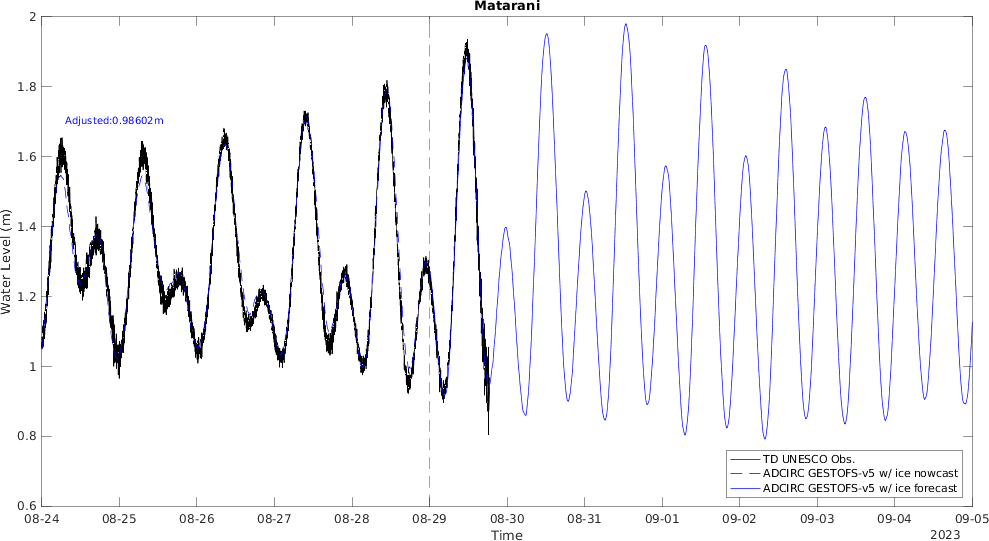 Matarani
2
1.8
1.6
1.4
1.2
1
0.8
0.6
Water Level (m)
Adjusted:0.98602m
TD UNESCO Obs.
ADCIRC GESTOFS-v5 w/ ice nowcast
ADCIRC GESTOFS-v5 w/ ice forecast
08-24 08-25 08-26 08-27 08-28 08-29 08-30 08-31 09-01 09-02 09-03 09-04 09-05
Time
2023